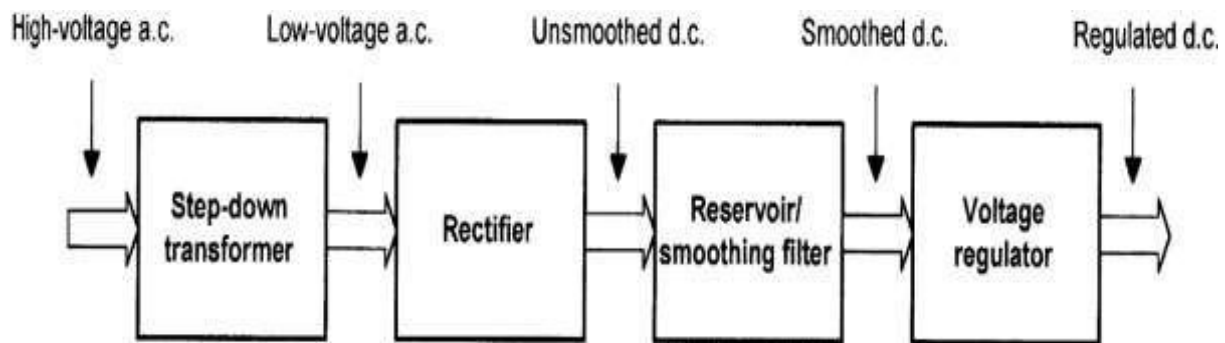 High-voltage a.c.
Low-voltage a.c.
Unsmoothed d.c.
Smoothed d.c.
Regulated d.c.
Step-down
transformer
Rectifier
Reservoir/
smoothing filter
Voltage
regulator